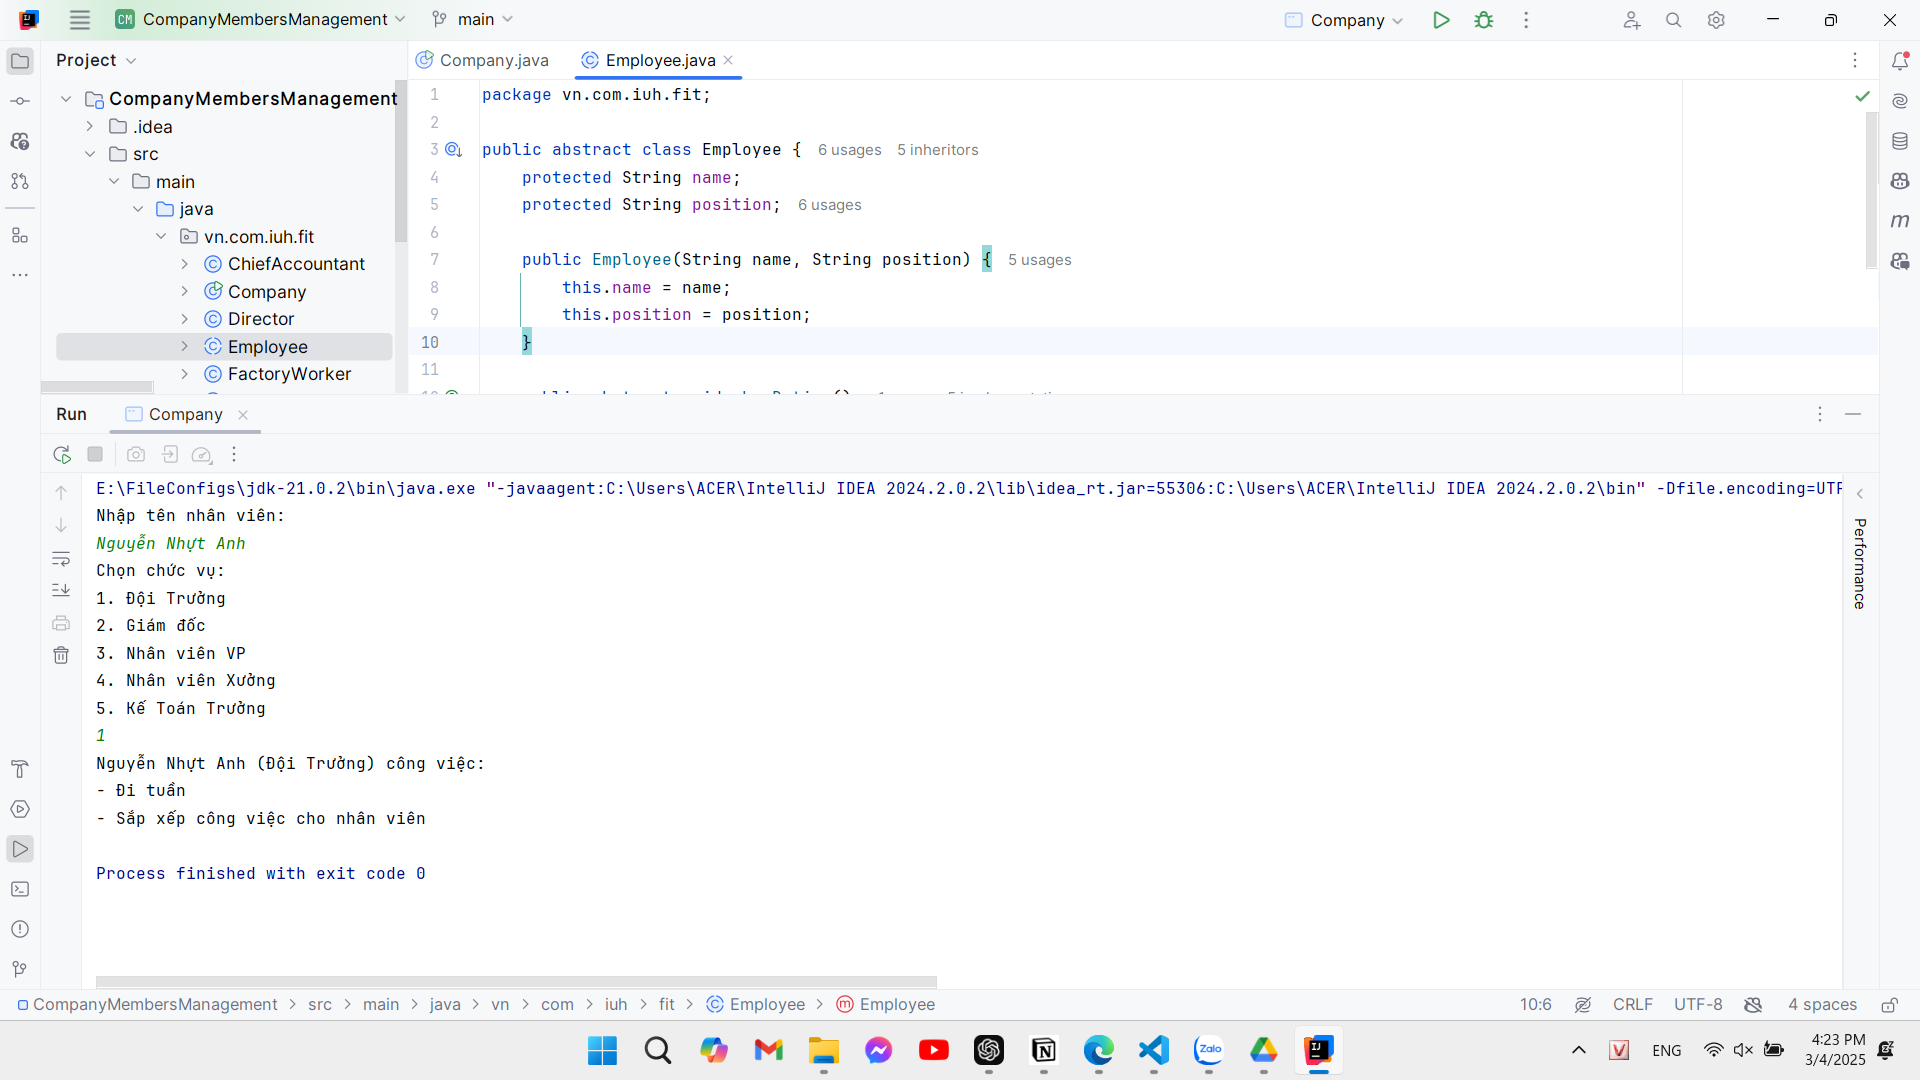 CM CompanyMembersManagement main Company
Project
Company.java Employee.java
CompanyMembersManagement
.idea
src
main
java
vn.com.iuh.fit
ChiefAccountant
Company
Director
Employee
FactoryWorker
1 package vn.com.iuh.fit;
2
3 public abstract class Employee { 6 usages 5 inheritors
4 protected String name;
5 protected String position; 6 usages
6
7 public Employee(String name, String position) { 5 usages
8 this.name = name;
9 this.position = position;
10 }
11
Run Company
E:\FileConfigs\jdk-21.0.2\bin\java.exe "-javaagent:C:\Users\ACER\IntelliJ IDEA 2024.2.0.2\lib\idea_rt.jar=55306:C:\Users\ACER\IntelliJ IDEA 2024.2.0.2\bin" -Dfile.encoding=UTF
Nhập tên nhân viên:
Nguyễn Nhựt Anh
Chọn chức vụ:
1. Đội Trưởng
2. Giám đốc
3. Nhân viên VP
4. Nhân viên Xưởng
5. Kế Toán Trưởng
1
Nguyễn Nhựt Anh (Đội Trưởng) công việc:
- Đi tuần
- Sắp xếp công việc cho nhân viên
Process finished with exit code 0
Performance
CompanyMembersManagement > src > main > java > vn > com > iuh > fit > Employee > Employee
10:6 CRLF UTF-8 4 spaces
Zalo
ENG
4:23 PM
3/4/2025